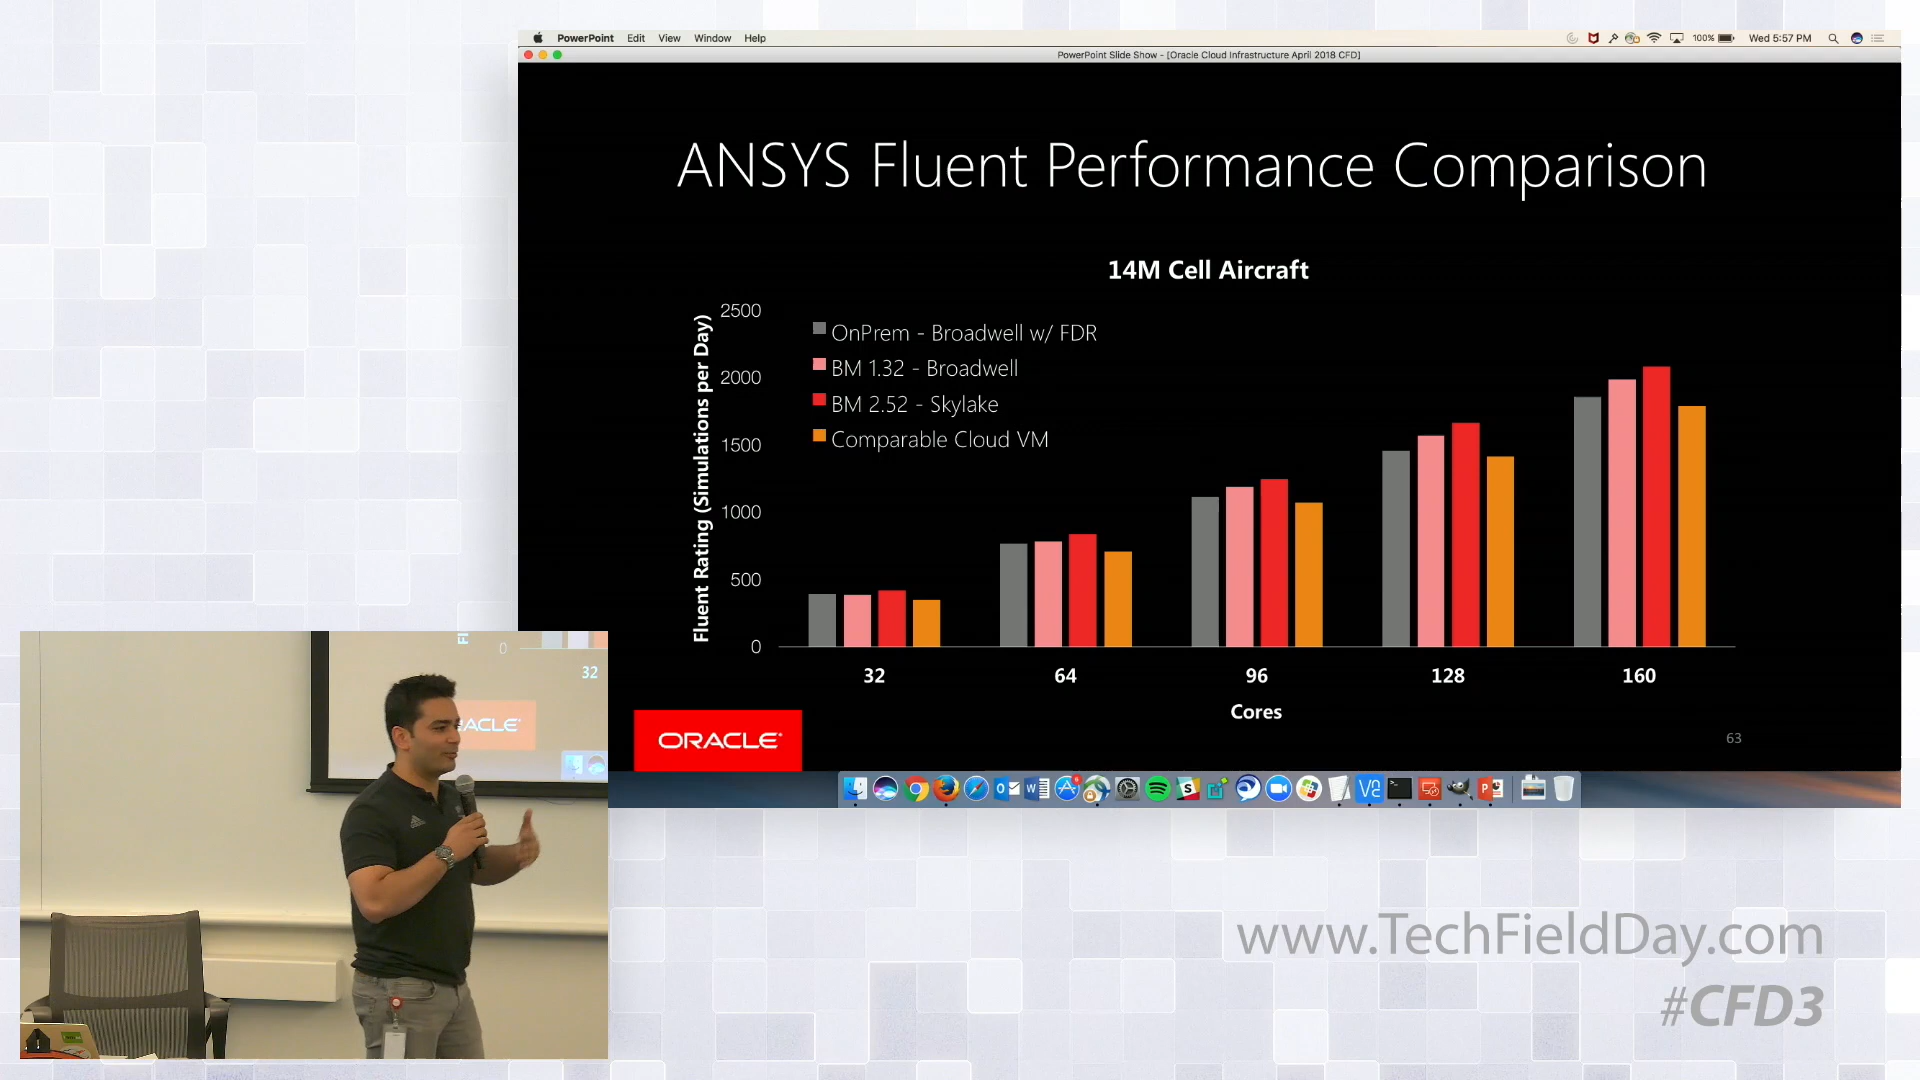 PowerPoint Edit View Window Help
100% Wed 5:57 PM
PowerPoint Slide Show - [Oracle Cloud Infrastructure April 2018 CFD]
ANSYS Fluent Performance Comparison
14M Cell Aircraft
Fluent Rating (Simulations per Day)
2500
2000
1500
1000
500
0
OnPrem - Broadwell w/ FDR
BM 1.32 - Broadwell
BM 2.52 - Skylake
Comparable Cloud VM
32 64 96 128 160
Cores
ORACLE
63
0
32
ACLE
www.TechFieldDay.com
#CFD3